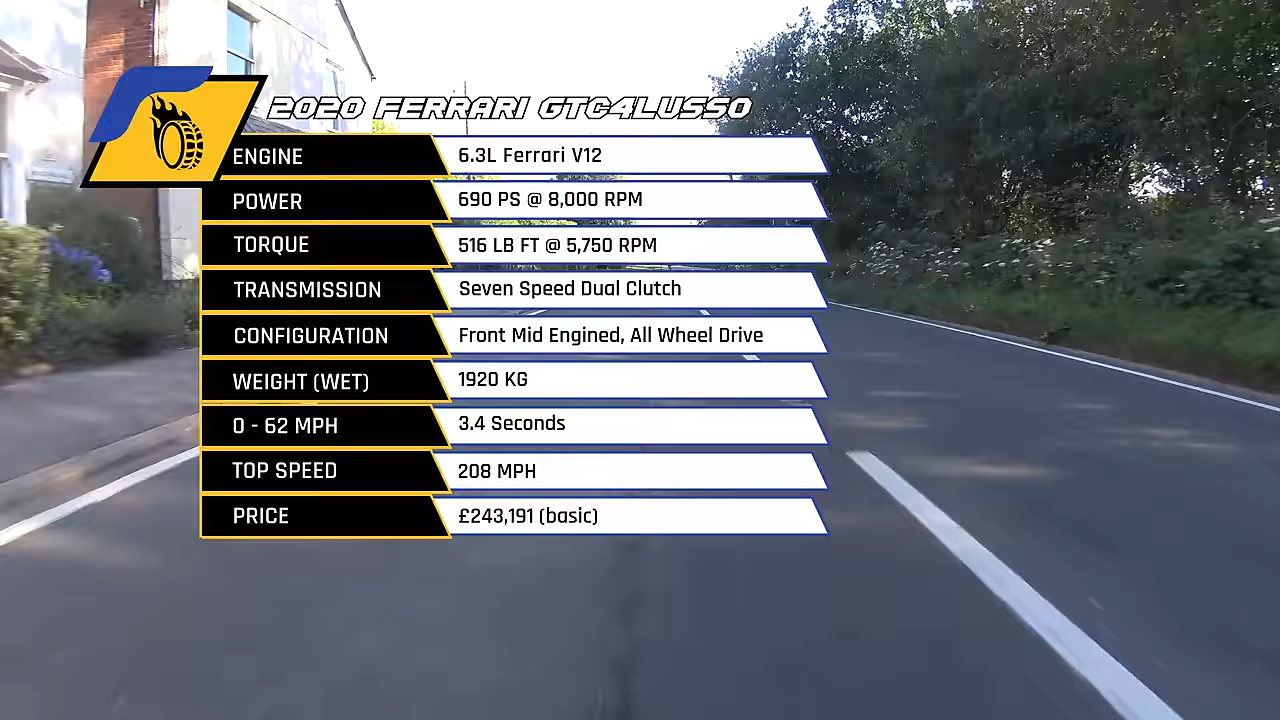 2020 FERRARI GTC4LUSSO
ENGINE 6.3L Ferrari V12
POWER 690 PS @ 8,000 RPM
TORQUE 516 LB FT @ 5,750 RPM
TRANSMISSION Seven Speed Dual Clutch
CONFIGURATION Front Mid Engined, All Wheel Drive
WEIGHT (WET) 1920 KG
0 - 62 MPH 3.4 Seconds
TOP SPEED 208 MPH
PRICE £243,191 (basic)